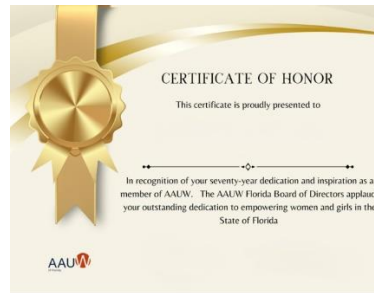 CERTIFICATE OF HONOR
This certificate is proudly presented to
In recognition of your seventy-year dedication and inspiration as a
member of AAUW. The AAUW Florida Board of Directors applaud
your outstanding dedication to empowering women and girls in the
State of Florida
AAUW